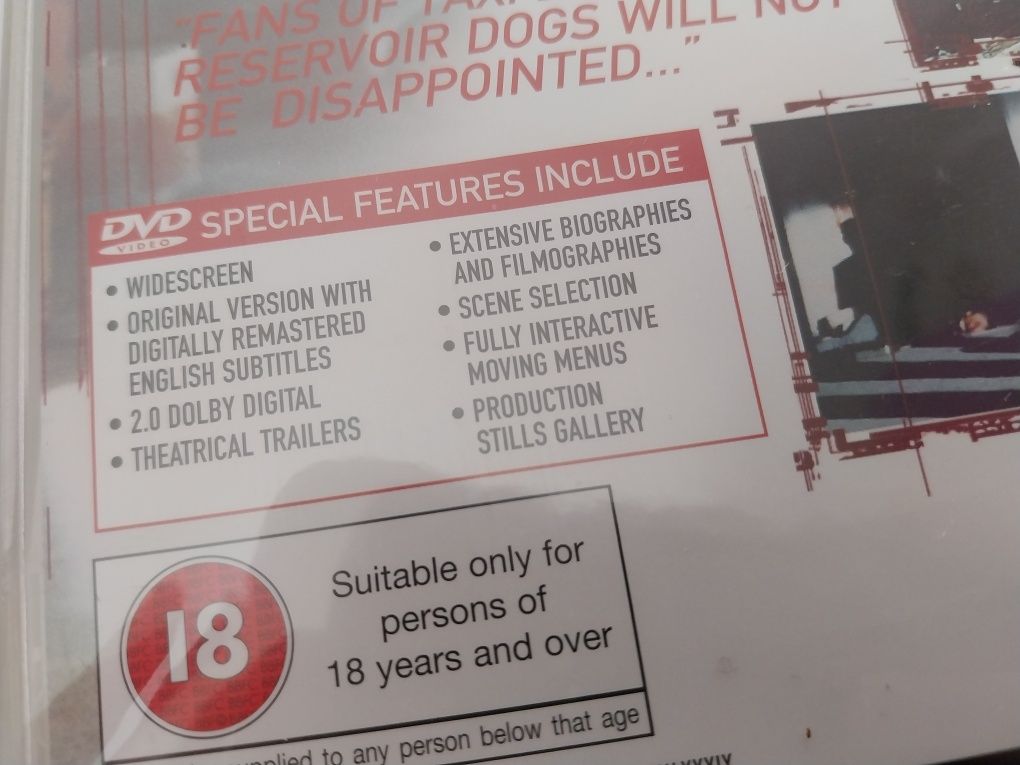 "FANS OF
RESERVOIR DOGS WILL NOT
BE DISAPPOINTED..."
DVD
VIDEO
SPECIAL FEATURES INCLUDE
• WIDESCREEN
• ORIGINAL VERSION WITH
DIGITALLY REMASTERED
ENGLISH SUBTITLES
• 2.0 DOLBY DIGITAL
• THEATRICAL TRAILERS
• EXTENSIVE BIOGRAPHIES
AND FILMOGRAPHIES
• SCENE SELECTION
• FULLY INTERACTIVE
MOVING MENUS
• PRODUCTION
STILLS GALLERY
18
Suitable only for
persons of
18 years and over
to any person below that age